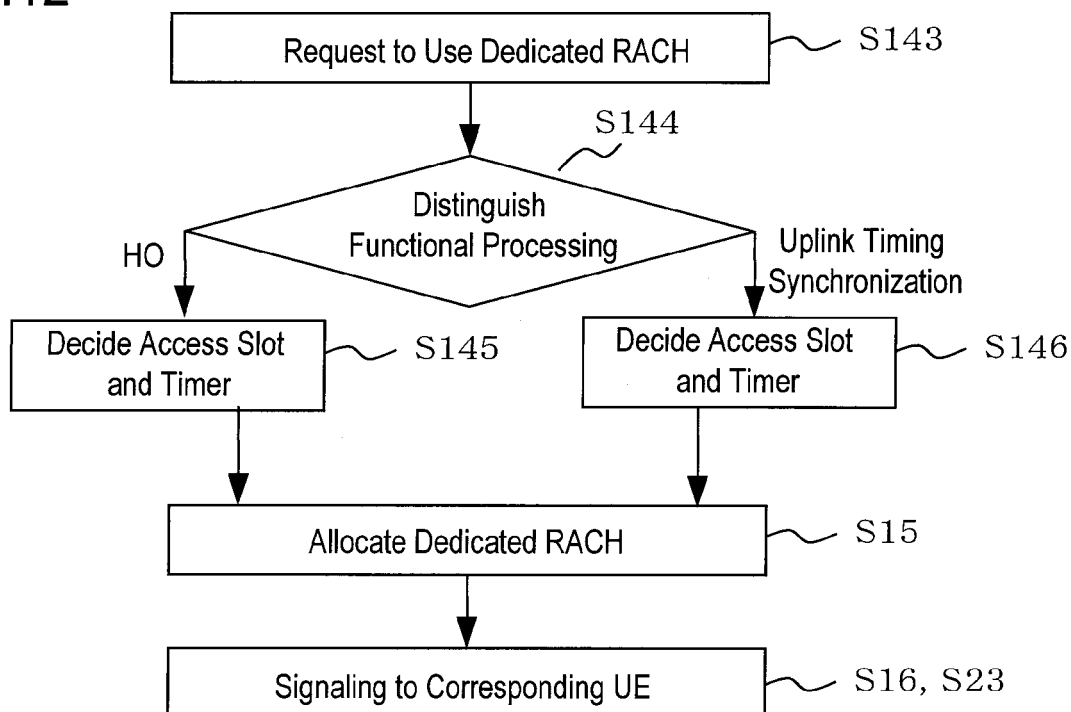 Request to Use Dedicated RACH
S143
S144
Distinguish
Functional Processing
HO
Uplink Timing
Synchronization
Decide Access Slot
and Timer
S145
Decide Access Slot
and Timer
S146
Allocate Dedicated RACH
S15
Signaling to Corresponding UE
S16, S23